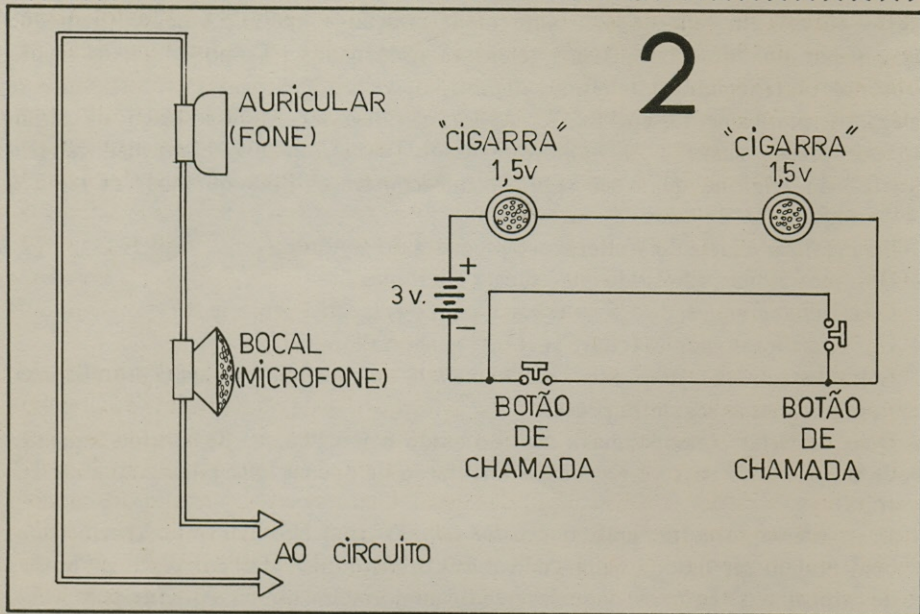 2
AURICULAR
(FONE)
BOCAL
(MICROFONE)
AO CIRCUÍTO
"CIGARRA"
1,5v
"CIGARRA"
1,5v
+
3 v.
−
BOTÃO
DE
CHAMADA
BOTÃO
DE
CHAMADA